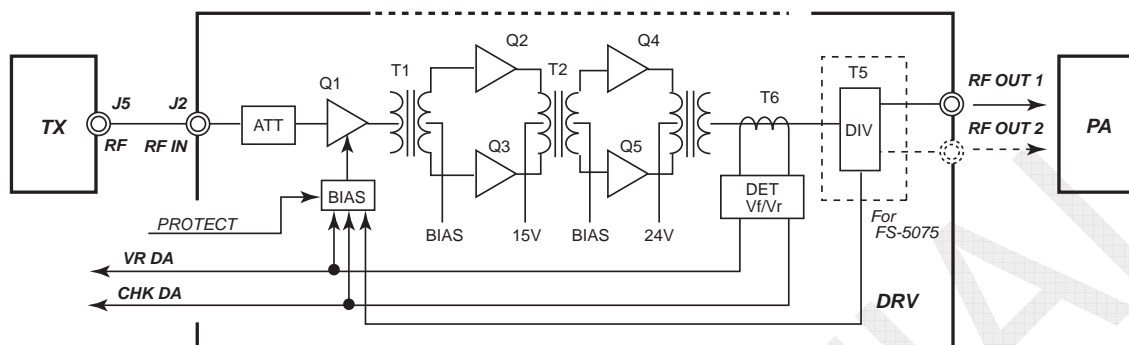 Q2
Q4
T5
Q1
T1
T2
T6
RF OUT 1
J5
J2
TX
ATT
DIV
PA
RF
RF IN
RF OUT 2
Q3
Q5
DET
Vf/Vr
BIAS
PROTECT
For
FS-5075
BIAS
15V
BIAS
24V
VR DA
CHK DA
DRV